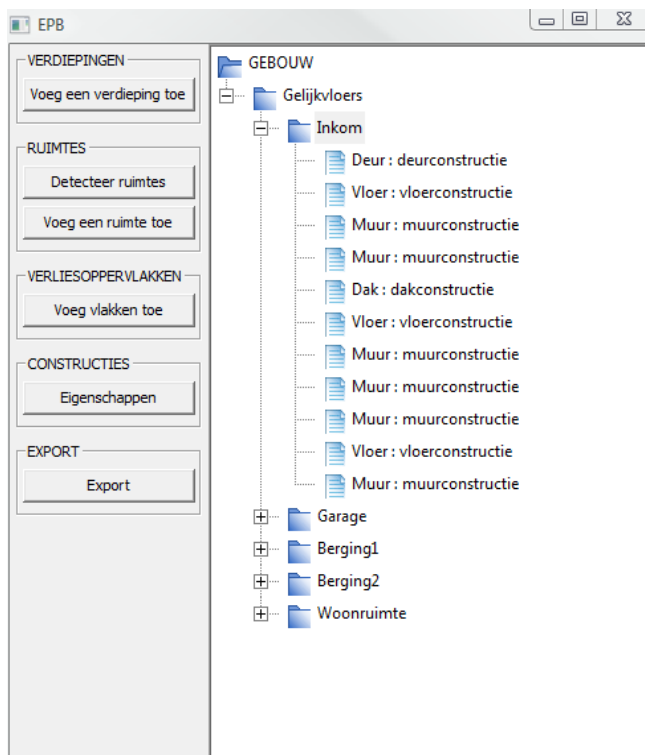 EPB
VERDIEPINGEN
Voeg een verdieping toe
RUIMTES
Detecteer ruimtes
Voeg een ruimte toe
VERLIESOPPERVLAKKEN
Voeg vlakken toe
CONSTRUCTIES
Eigenschappen
EXPORT
Export
GEBOUW
Gelijkvloers
Inkom
Deur : deurconstructie
Vloer : vloerconstructie
Muur : muurconstructie
Muur : muurconstructie
Dak : dakconstructie
Vloer : vloerconstructie
Muur : muurconstructie
Muur : muurconstructie
Muur : muurconstructie
Vloer : vloerconstructie
Muur : muurconstructie
Garage
Berging1
Berging2
Woonruimte